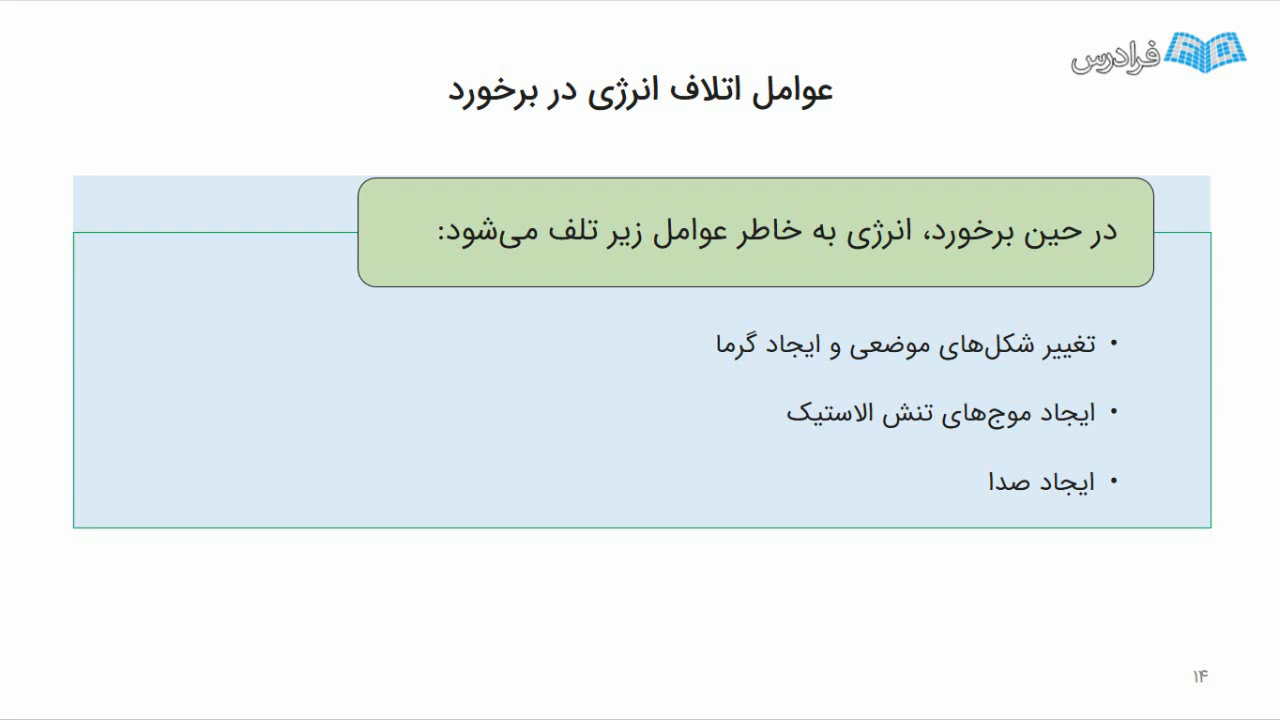 فرادرس
عوامل اتلاف انرژی در برخورد
در حین برخورد، انرژی به خاطر عوامل زیر تلف می‌شود:
• تغییر شکل‌های موضعی و ایجاد گرما
• ایجاد موج‌های تنش الاستیک
• ایجاد صدا
۱۴